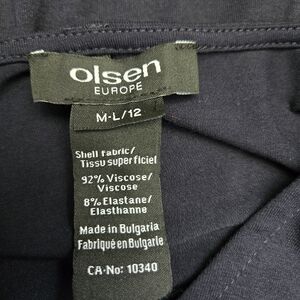 olsen
EUROPE
M-L/12
Shell fabric/
Tissu superficiel
92% Viscose/
Viscose
8% Elastane/
Elasthanne
Made in Bulgaria
Fabriqué en Bulgarie
CA-No: 10340